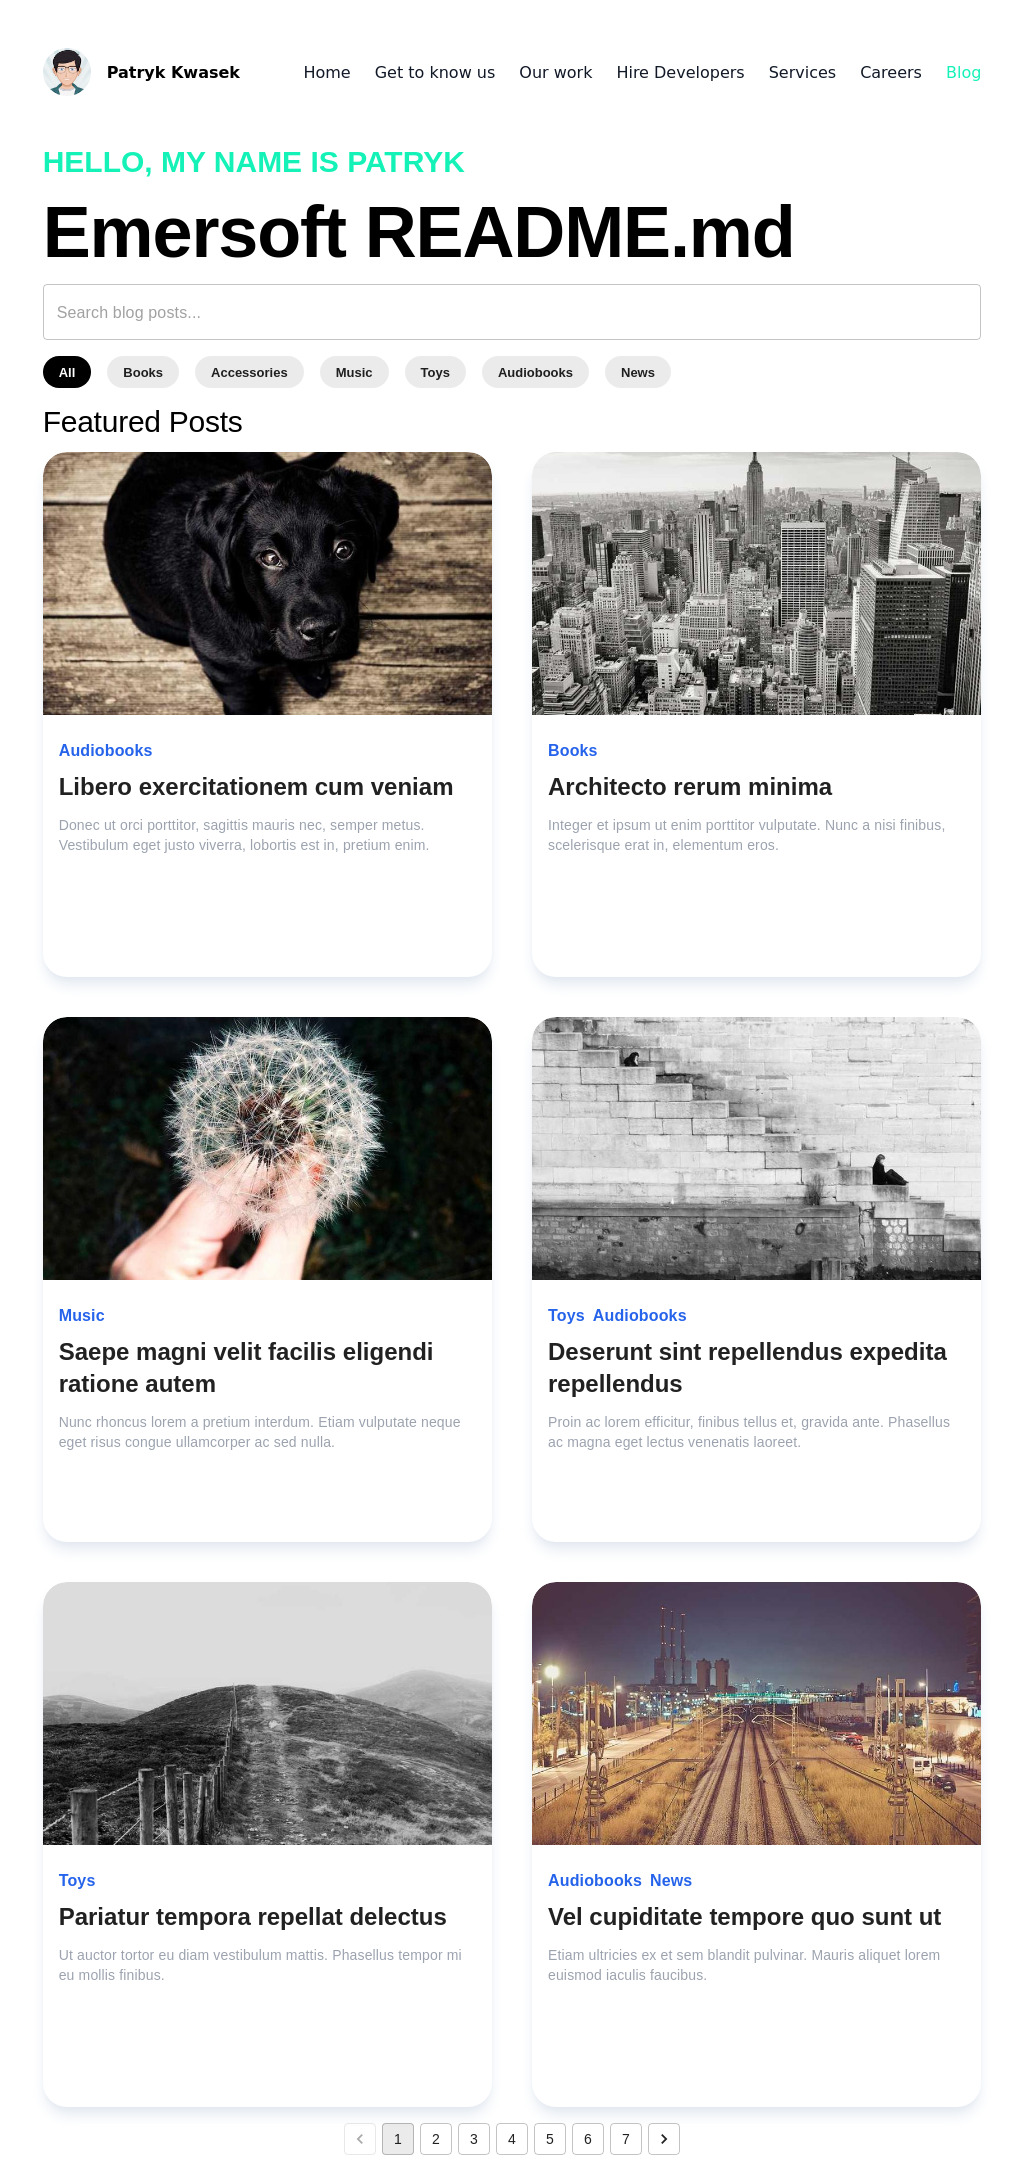 Patryk Kwasek
Home Get to know us Our work Hire Developers Services Careers Blog
HELLO, MY NAME IS PATRYK
Emersoft README.md
Search blog posts...
All Books Accessories Music Toys Audiobooks News
Featured Posts
Audiobooks
Libero exercitationem cum veniam
Donec ut orci porttitor, sagittis mauris nec, semper metus.
Vestibulum eget justo viverra, lobortis est in, pretium enim.
Books
Architecto rerum minima
Integer et ipsum ut enim porttitor vulputate. Nunc a nisi finibus,
scelerisque erat in, elementum eros.
Music
Saepe magni velit facilis eligendi
ratione autem
Nunc rhoncus lorem a pretium interdum. Etiam vulputate neque
eget risus congue ullamcorper ac sed nulla.
Toys Audiobooks
Deserunt sint repellendus expedita
repellendus
Proin ac lorem efficitur, finibus tellus et, gravida ante. Phasellus
ac magna eget lectus venenatis laoreet.
Toys
Pariatur tempora repellat delectus
Ut auctor tortor eu diam vestibulum mattis. Phasellus tempor mi
eu mollis finibus.
Audiobooks News
Vel cupiditate tempore quo sunt ut
Etiam ultricies ex et sem blandit pulvinar. Mauris aliquet lorem
euismod iaculis faucibus.
1 2 3 4 5 6 7